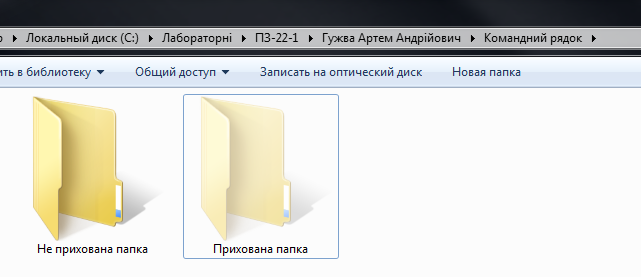 Локальный диск (C:) Лабораторні ПЗ-22-1 Гужва Артем Андрійович Командний рядок
в библиотеку Общий доступ Записать на оптический диск Новая папка
Не прихована папка Прихована папка